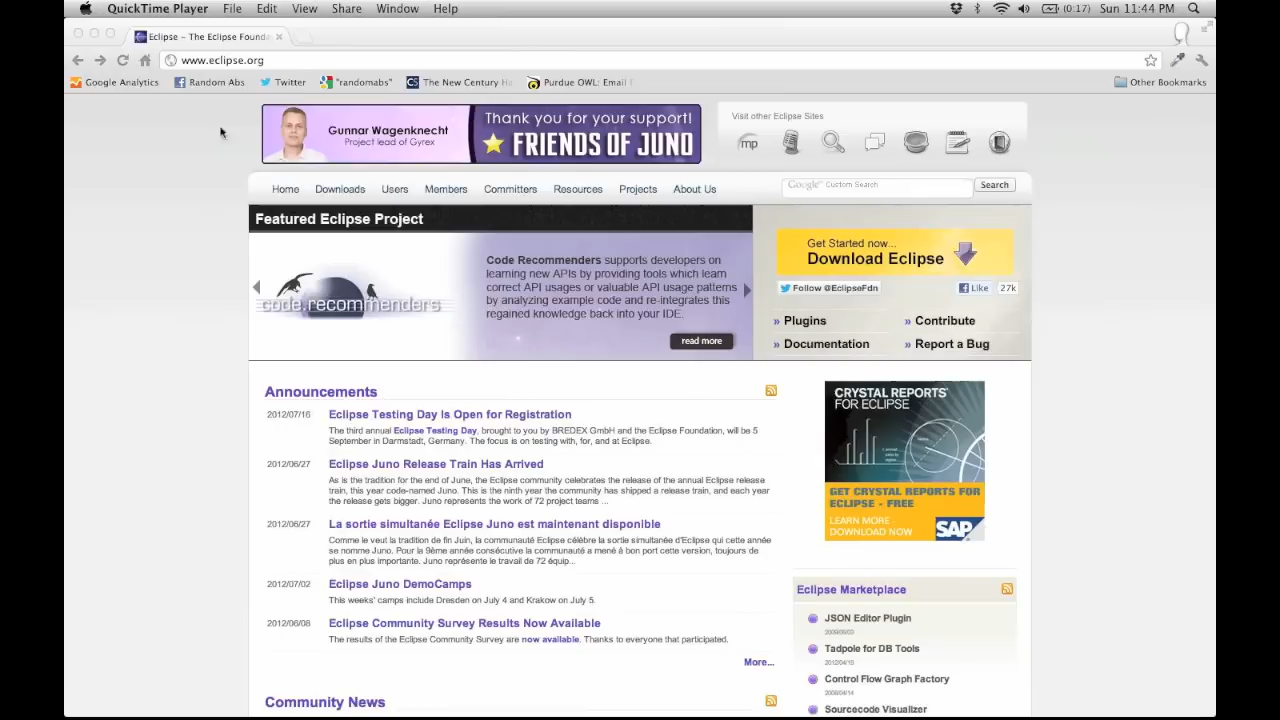 QuickTime Player File Edit View Share Window Help (0:17) Sun 11:44 PM
Eclipse – The Eclipse Founda
www.eclipse.org
Google Analytics Random Abs Twitter "randomabs" The New Century H Purdue OWL: Email Other Bookmarks
Gunnar Wagenknecht
Project lead of Gyrex
Thank you for your support!
FRIENDS OF JUNO
Visit other Eclipse Sites
mp
Home Downloads Users Members Committers Resources Projects About Us
Google Custom Search Search
Featured Eclipse Project
code.recommenders
Code Recommenders supports developers on
learning new APIs by providing tools which learn
correct API usages or valuable API usage patterns
by analyzing example code and re-integrates this
regained knowledge back into your IDE.
read more
Get Started now...
Download Eclipse
Follow @EclipseFdn Like 27k
» Plugins » Contribute
» Documentation » Report a Bug
Announcements
2012/07/16 Eclipse Testing Day Is Open for Registration
The third annual Eclipse Testing Day, brought to you by BREDEX GmbH and the Eclipse Foundation, will be 5
September in Darmstadt, Germany. The focus is on testing with, for, and at Eclipse.
2012/06/27 Eclipse Juno Release Train Has Arrived
As is the tradition for the end of June, the Eclipse community celebrates the release of the annual Eclipse release
train, this year code-named Juno. This is the ninth year the community has shipped a release train, and each year
the release gets bigger. Juno represents the work of 72 project teams ...
2012/06/27 La sortie simultanée Eclipse Juno est maintenant disponible
Comme le veut la tradition de fin Juin, la communauté Eclipse célèbre la sortie simultanée d'Eclipse qui cette année
se nomme Juno. Pour la 9ème année consécutive la communauté a mené à bon port cette version, toujours de
plus en plus importante. Juno représente le travail de 72 équip...
2012/07/02 Eclipse Juno DemoCamps
This weeks' camps include Dresden on July 4 and Krakow on July 5.
2012/06/08 Eclipse Community Survey Results Now Available
The results of the Eclipse Community Survey are now available. Thanks to everyone that participated.
More...
Community News
CRYSTAL REPORTS®
FOR ECLIPSE
GET CRYSTAL REPORTS FOR
ECLIPSE - FREE
LEARN MORE
DOWNLOAD NOW
SAP
Eclipse Marketplace
JSON Editor Plugin
Tadpole for DB Tools
2012/04/15
Control Flow Graph Factory
2008/04/14
Sourcecode Visualizer